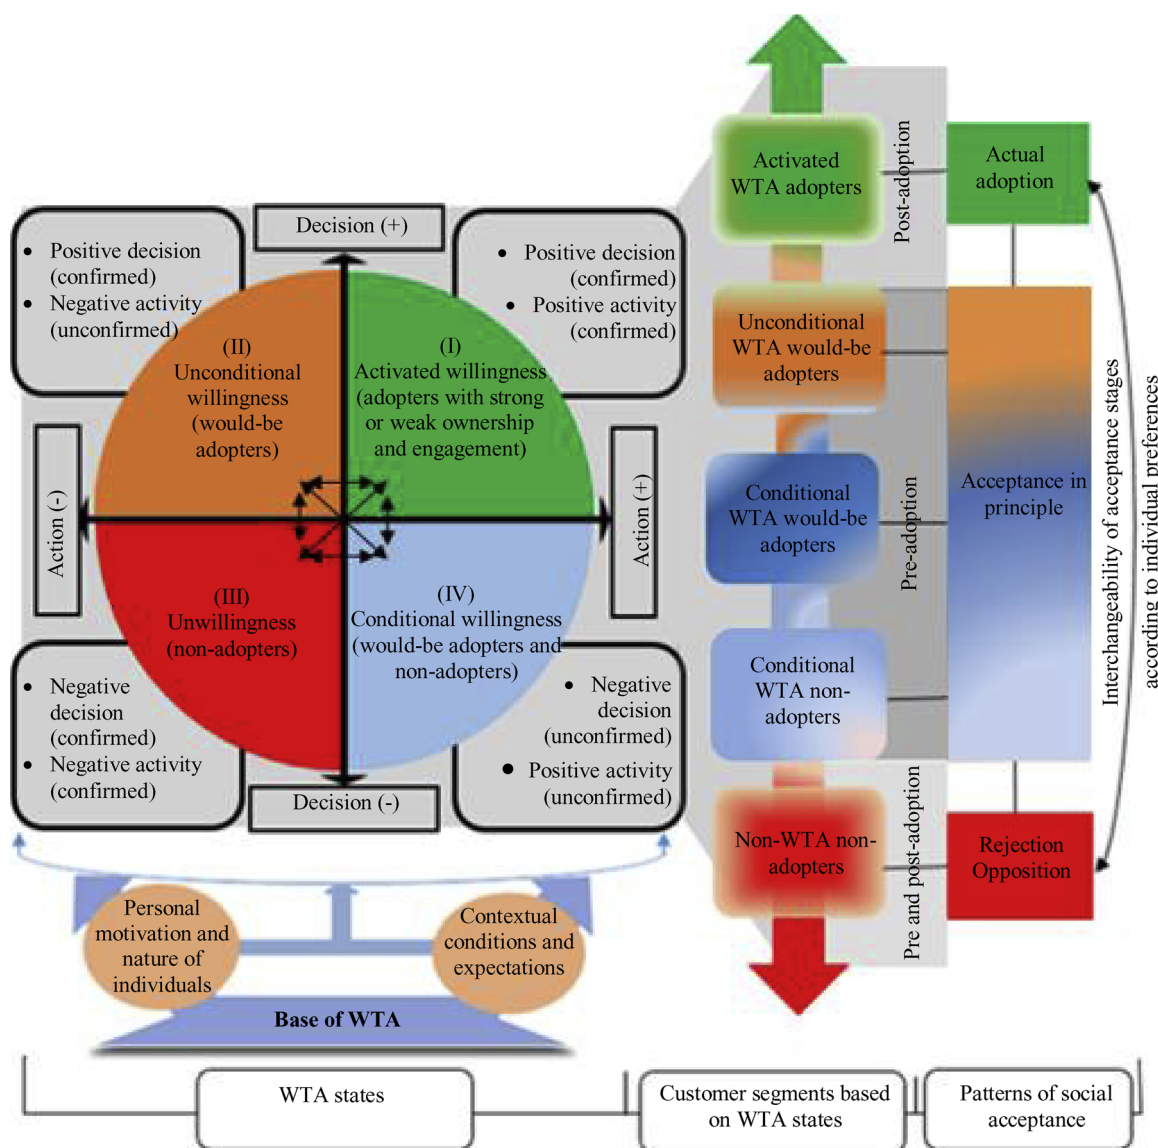 Decision (+)
• Positive decision
(confirmed)
• Negative activity
(unconfirmed)
• Positive decision
(confirmed)
• Positive activity
(confirmed)
(II)
Unconditional
willingness
(would-be
adopters)
(I)
Activated willingness
(adopters with strong
or weak ownership
and engagement)
Action (-)
Action (+)
(III)
Unwillingness
(non-adopters)
(IV)
Conditional willingness
(would-be adopters and
non-adopters)
• Negative
decision
(confirmed)
• Negative activity
(confirmed)
• Negative
decision
(unconfirmed)
• Positive activity
(unconfirmed)
Decision (-)
Personal
motivation and
nature of
individuals
Contextual
conditions and
expectations
Base of WTA
WTA states
Activated
WTA adopters
Unconditional
WTA would-be
adopters
Conditional
WTA would-be
adopters
Conditional
WTA non-
adopters
Non-WTA non-
adopters
Post-adoption
Pre-adoption
Pre and post-adoption
Customer segments based
on WTA states
Actual
adoption
Acceptance in
principle
Rejection
Opposition
Interchangeability of acceptance stages
according to individual preferences
Patterns of social
acceptance